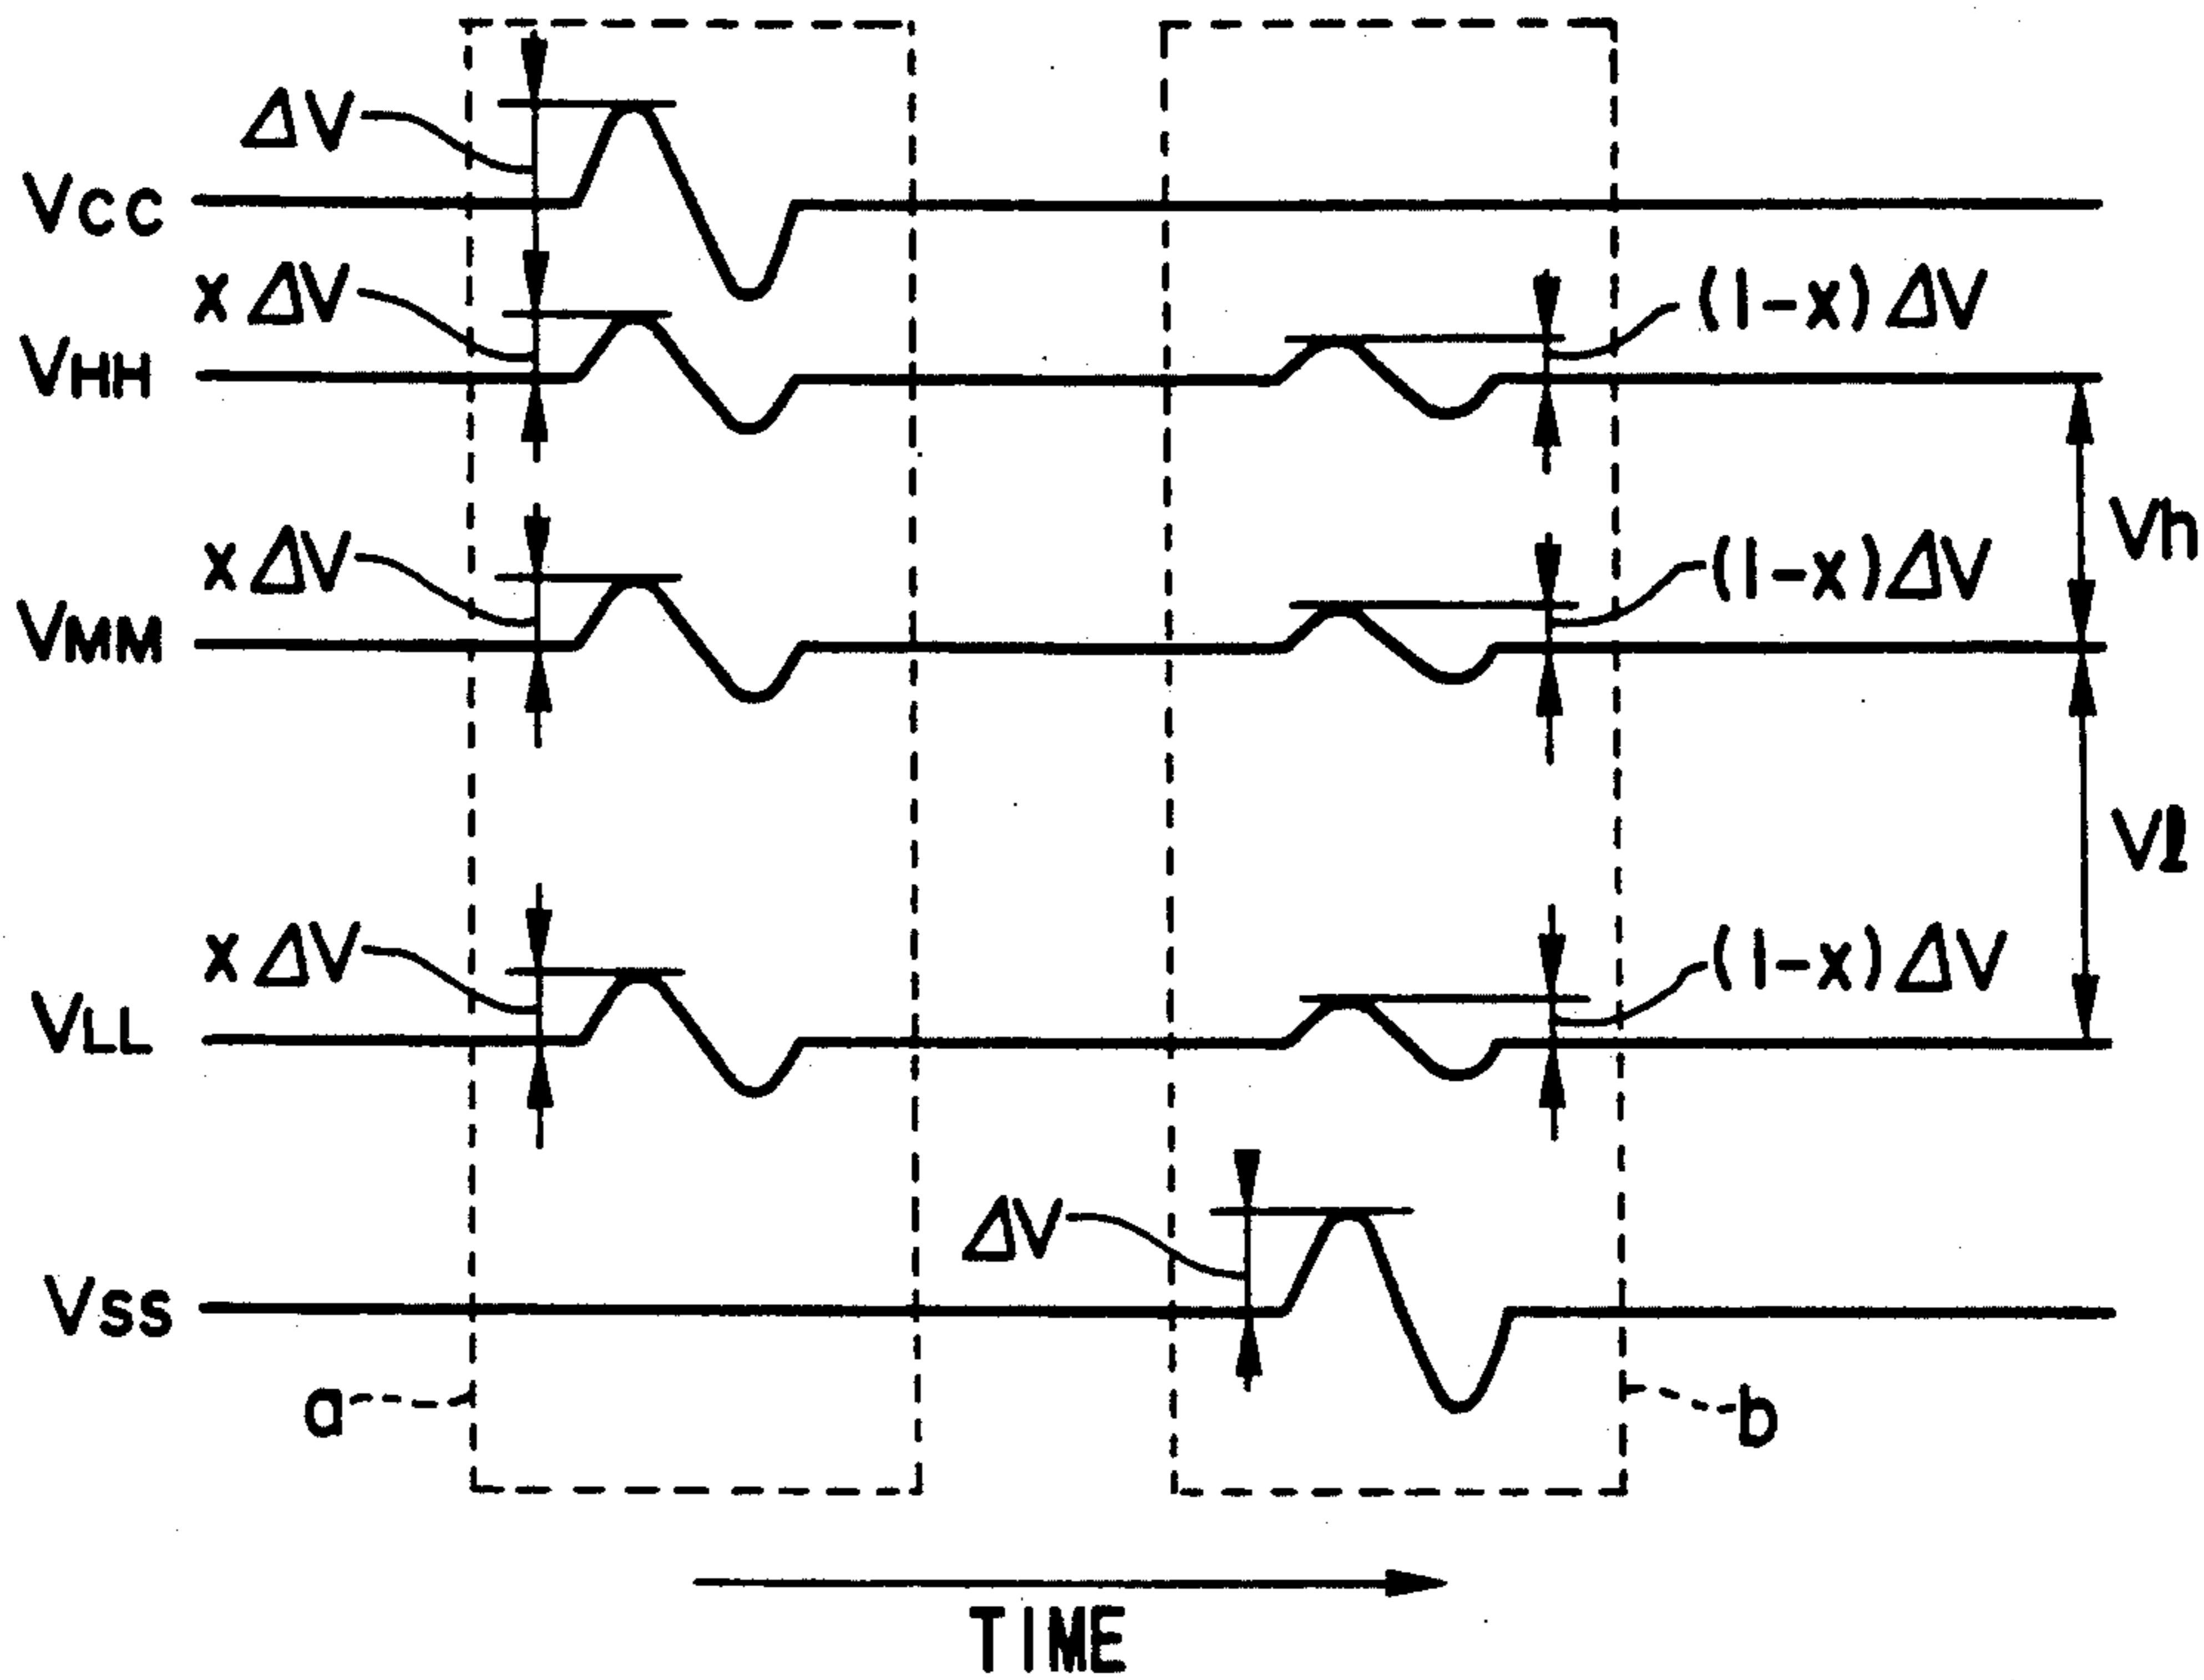 ΔV
VCC
xΔV
(1-x)ΔV
VHH
Vh
xΔV
(1-x)ΔV
VMM
Vl
xΔV
(1-x)ΔV
VLL
ΔV
VSS
a
b
TIME